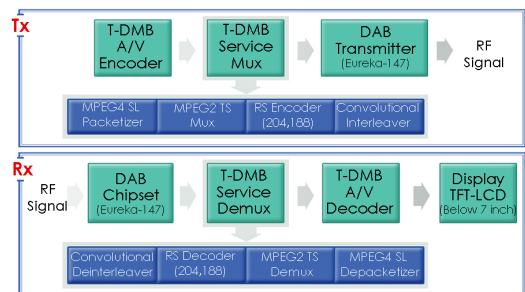 Tx
T-DMB
A/V
Encoder
T-DMB
Service
Mux
DAB
Transmitter
(Eureka-147)
RF
Signal
MPEG4 SL
Packetizer
MPEG2 TS
Mux
RS Encoder
(204,188)
Convolutional
Interleaver
Rx
RF
Signal
DAB
Chipset
(Eureka-147)
T-DMB
Service
Demux
T-DMB
A/V
Decoder
Display
TFT-LCD
(Below 7 inch)
Convolutional
Deinterleaver
RS Decoder
(204,188)
MPEG2 TS
Demux
MPEG4 SL
Depacketizer